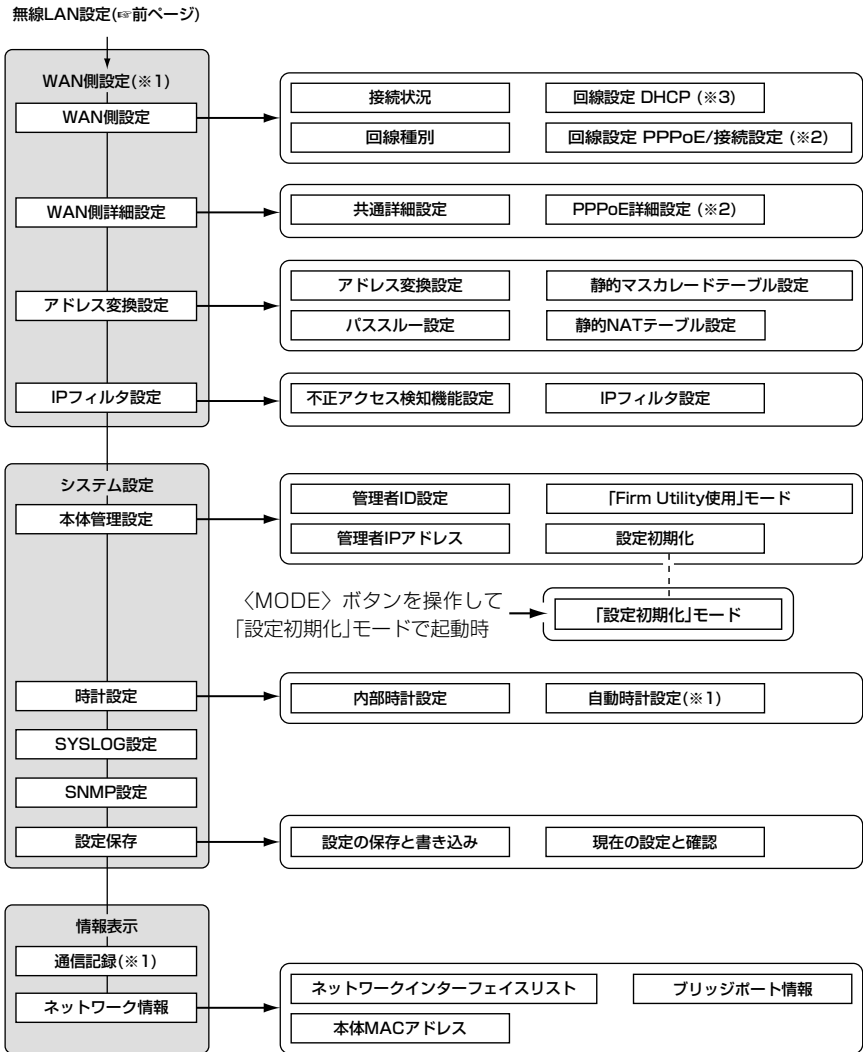 無線LAN設定(☞前ページ)
WAN側設定(※1)
WAN側設定
接続状況
回線設定 DHCP (※3)
回線種別
回線設定 PPPoE/接続設定 (※2)
WAN側詳細設定
共通詳細設定
PPPoE詳細設定 (※2)
アドレス変換設定
アドレス変換設定
静的マスカレードテーブル設定
パススルー設定
静的NATテーブル設定
IPフィルタ設定
不正アクセス検知機能設定
IPフィルタ設定
システム設定
本体管理設定
管理者ID設定
「Firm Utility使用」モード
管理者IPアドレス
設定初期化
〈MODE〉ボタンを操作して
「設定初期化」モードで起動時
「設定初期化」モード
時計設定
内部時計設定
自動時計設定(※1)
SYSLOG設定
SNMP設定
設定保存
設定の保存と書き込み
現在の設定と確認
情報表示
通信記録(※1)
ネットワーク情報
ネットワークインターフェイスリスト
ブリッジポート情報
本体MACアドレス